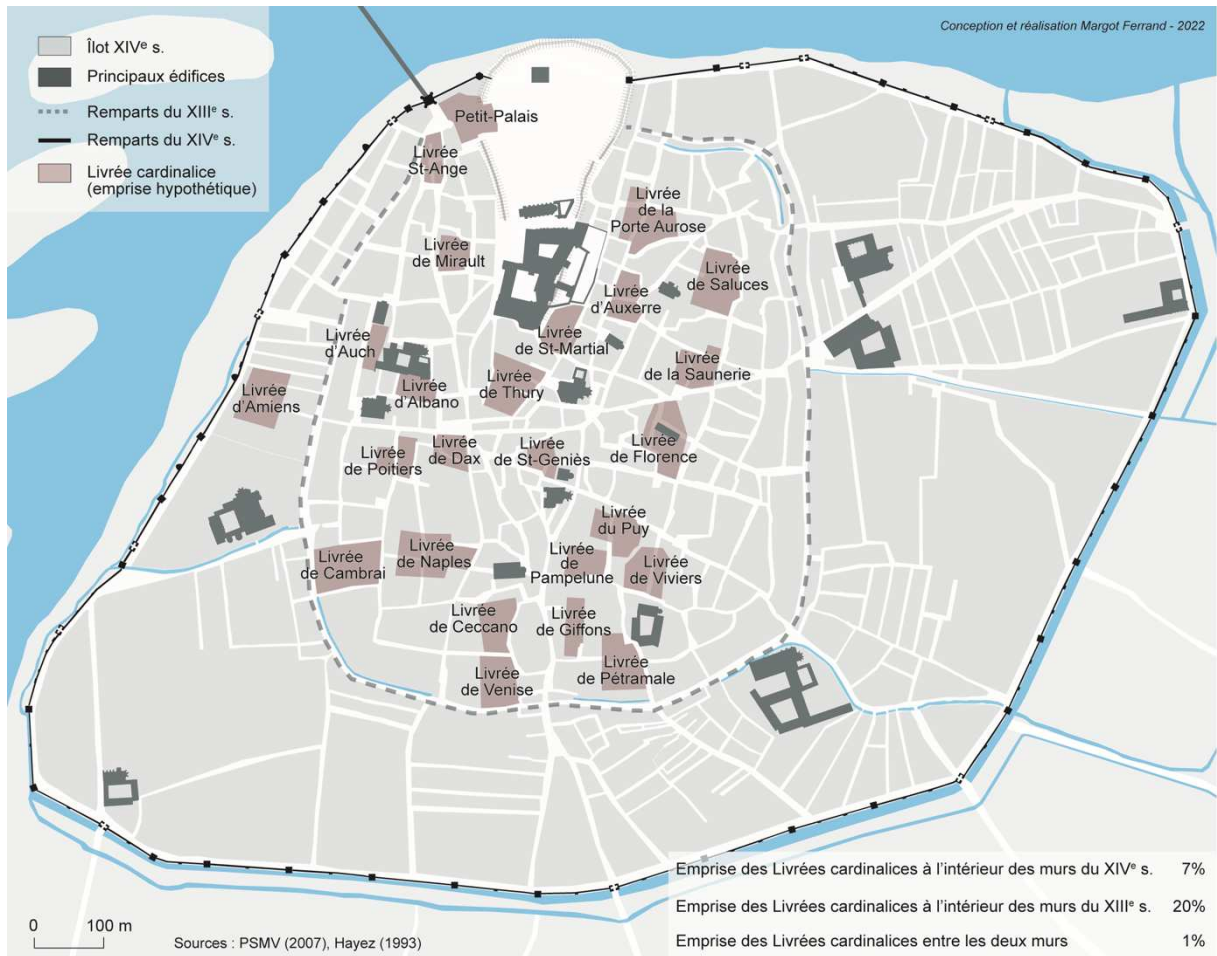 Conception et réalisation Margot Ferrand - 2022
Îlot XIVe s.
Principaux édifices
Remparts du XIIIe s.
Remparts du XIVe s.
Livrée cardinalice
(emprise hypothétique)
Petit-Palais
Livrée
St-Ange
Livrée
de la
Porte Aurose
Livrée
de Mirault
Livrée
de Saluces
Livrée
d'Auxerre
Livrée
d'Auch
Livrée
de St-Martial
Livrée
de la Saunerie
Livrée
d'Amiens
Livrée
d'Albano
Livrée
de Thury
Livrée
de Poitiers
Livrée
de Dax
Livrée
de St-Geniès
Livrée
de Florence
Livrée
du Puy
Livrée
de Cambrai
Livrée
de Naples
Livrée
de
Pampelune
Livrée
de Viviers
Livrée
de Ceccano
Livrée
de Giffons
Livrée
de Venise
Livrée
de Pétramale
Emprise des Livrées cardinalices à l'intérieur des murs du XIVe s. 7%
Emprise des Livrées cardinalices à l'intérieur des murs du XIIIe s. 20%
Emprise des Livrées cardinalices entre les deux murs 1%
0 100 m
Sources : PSMV (2007), Hayez (1993)